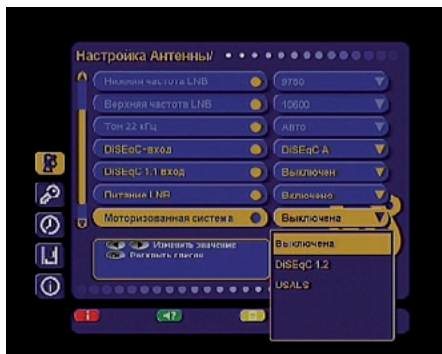 Настройка Антенны
Нижняя частота LNB 9750
Верхняя частота LNB 10600
Тон 22 кГц Авто
DiSEqC-вход DiSEqC A
DiSEqC 1.1 вход Выключен
Питание LNB Включено
Моторизованная система Выключена
Изменить значение
Раскрыть список
Выключена
DiSEqC 1.2
USALS